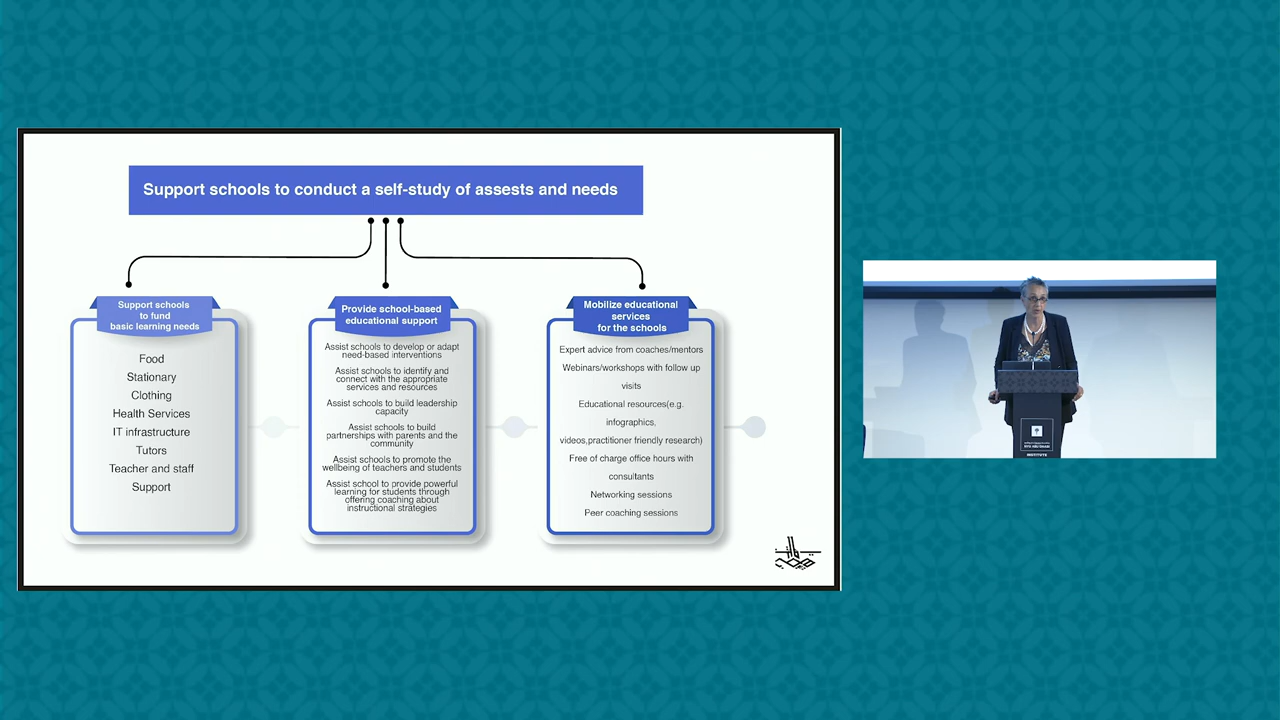 Support schools to conduct a self-study of assests and needs
Support schools
to fund
basic learning needs
Food
Stationary
Clothing
Health Services
IT infrastructure
Tutors
Teacher and staff
Support
Provide school-based
educational support
Assist schools to develop or adapt
need-based interventions
Assist schools to identify and
connect with the appropriate
services and resources
Assist schools to build leadership
capacity
Assist schools to build
partnerships with parents and the
community
Assist schools to promote the
wellbeing of teachers and students
Assist school to provide powerful
learning for students through
offering coaching about
instructional strategies
Mobilize educational
services
for the schools
Expert advice from coaches/mentors
Webinars/workshops with follow up
visits
Educational resources(e.g.
infographics,
videos,practitioner friendly research)
Free of charge office hours with
consultants
Networking sessions
Peer coaching sessions
NYU ABU DHABI
INSTITUTE